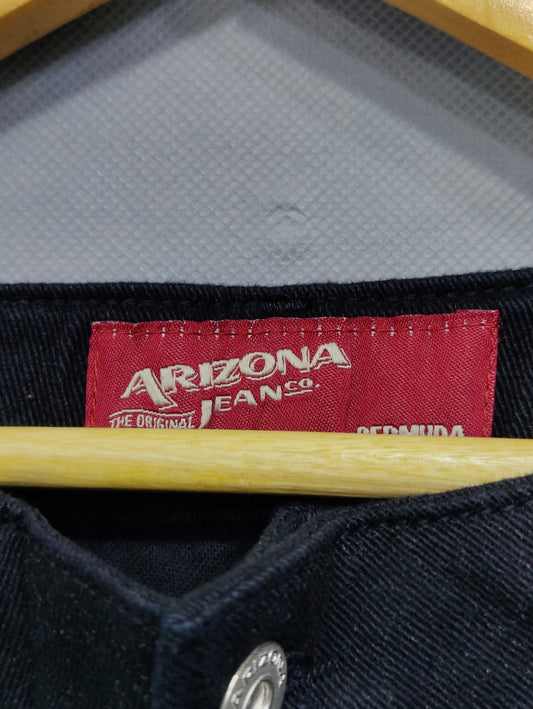 ARIZONA
JEAN CO.
THE ORIGINAL
BERMUDA